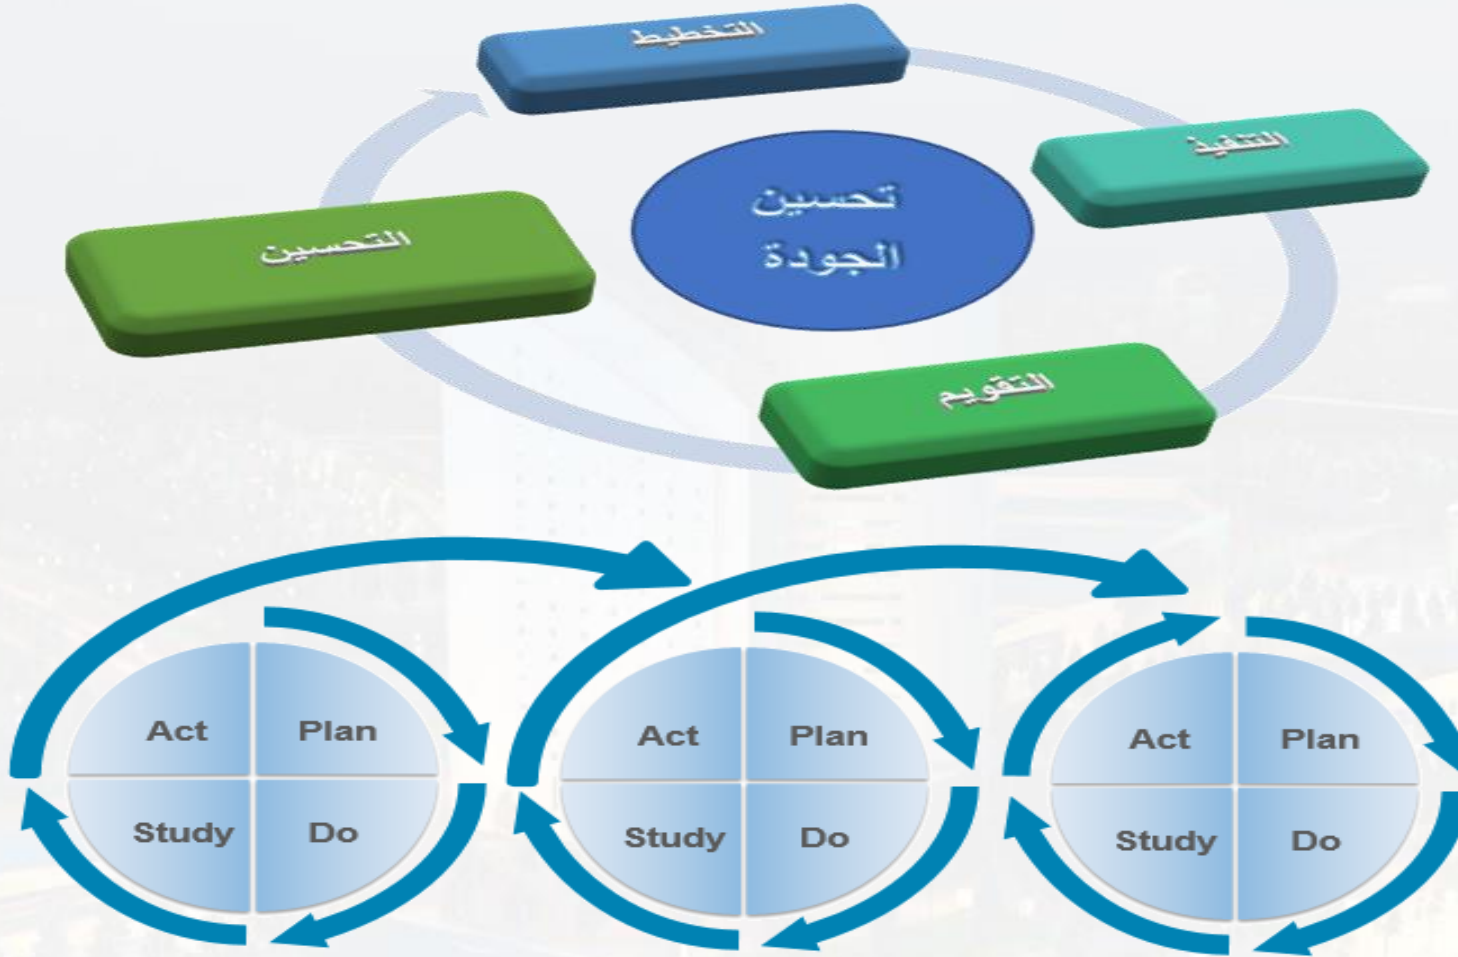 التخطيط
التنفيذ
تحسين
الجودة
التحسين
التقويم
Act
Plan
Study
Do
Act
Plan
Study
Do
Act
Plan
Study
Do